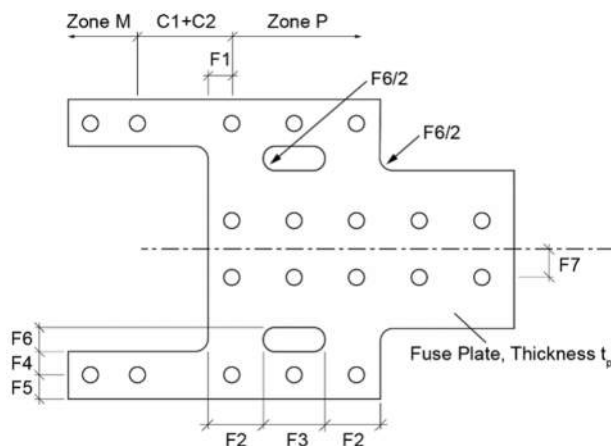 Zone M
C1+C2
Zone P
F1
F6/2
F6/2
F7
F6
F4
F5
Fuse Plate, Thickness tp
F2
F3
F2